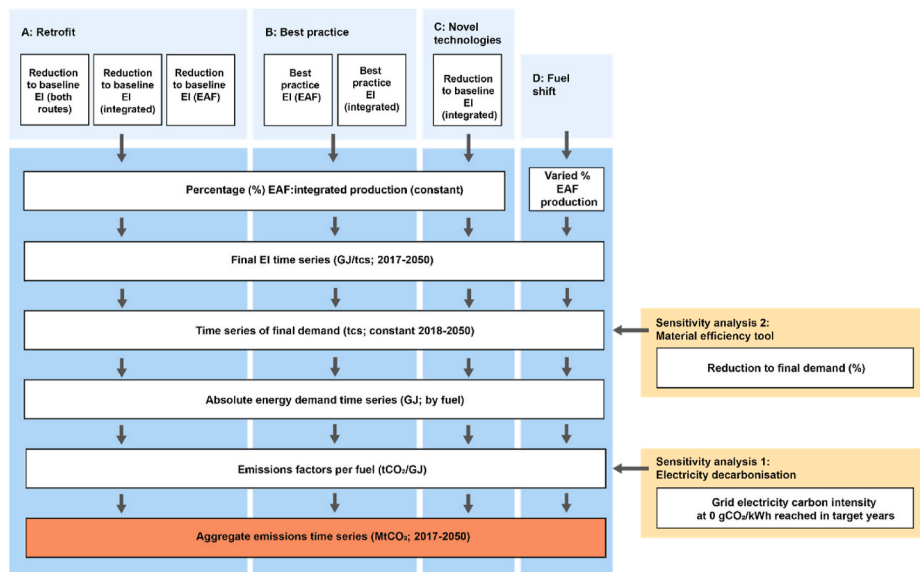 A: Retrofit
Reduction
to baseline
EI (both
routes)
Reduction
to baseline
EI
(integrated)
Reduction
to baseline
EI (EAF)
B: Best practice
Best
practice
EI (EAF)
Best
practice
EI
(integrated)
C: Novel
technologies
Reduction
to baseline
EI
(integrated)
D: Fuel
shift
Percentage (%) EAF:integrated production (constant)
Varied %
EAF
production
Final EI time series (GJ/tcs; 2017-2050)
Time series of final demand (tcs; constant 2018-2050)
Sensitivity analysis 2:
Material efficiency tool
Reduction to final demand (%)
Absolute energy demand time series (GJ; by fuel)
Emissions factors per fuel (tCO₂/GJ)
Sensitivity analysis 1:
Electricity decarbonisation
Grid electricity carbon intensity
at 0 gCO₂/kWh reached in target years
Aggregate emissions time series (MtCO₂; 2017-2050)